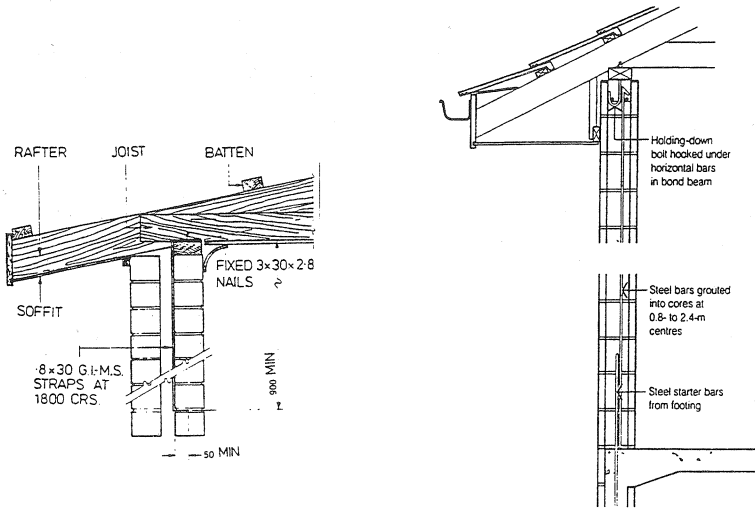 RAFTER
JOIST
BATTEN
FIXED 3×30×2·8
NAILS
SOFFIT
·8×30 G.I.M.S.
STRAPS AT
1800 CRS.
900 MIN
50 MIN
Holding-down
bolt hooked under
horizontal bars
in bond beam
Steel bars grouted
into cores at
0.8- to 2.4-m
centres
Steel starter bars
from footing